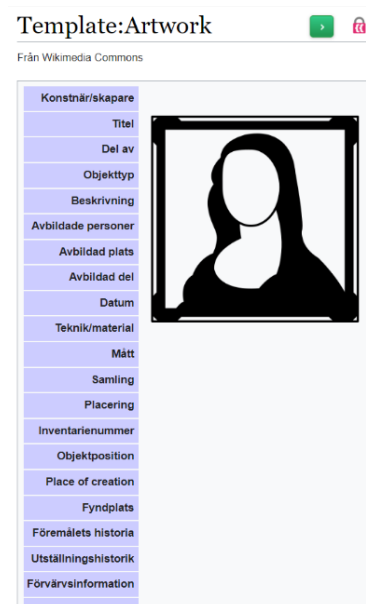 Template:Artwork
Från Wikimedia Commons
Konstnär/skapare
Titel
Del av
Objekttyp
Beskrivning
Avbildade personer
Avbildad plats
Avbildad del
Datum
Teknik/material
Mått
Samling
Placering
Inventarienummer
Objektposition
Place of creation
Fyndplats
Föremålets historia
Utställningshistorik
Förvärvsinformation